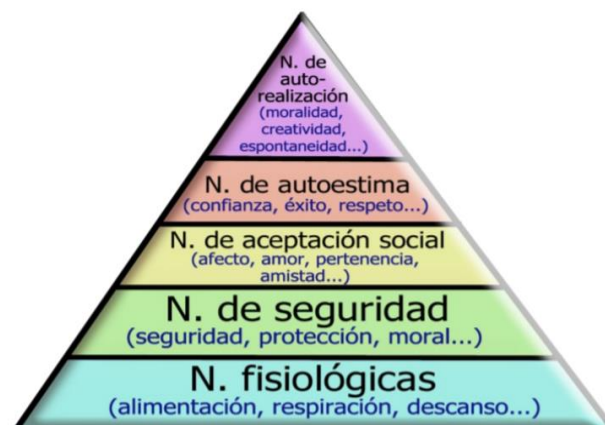 N. de
auto-
realización
(moralidad,
creatividad,
espontaneidad...)
N. de autoestima
(confianza, éxito, respeto...)
N. de aceptación social
(afecto, amor, pertenencia,
amistad...)
N. de seguridad
(seguridad, protección, moral...)
N. fisiológicas
(alimentación, respiración, descanso...)